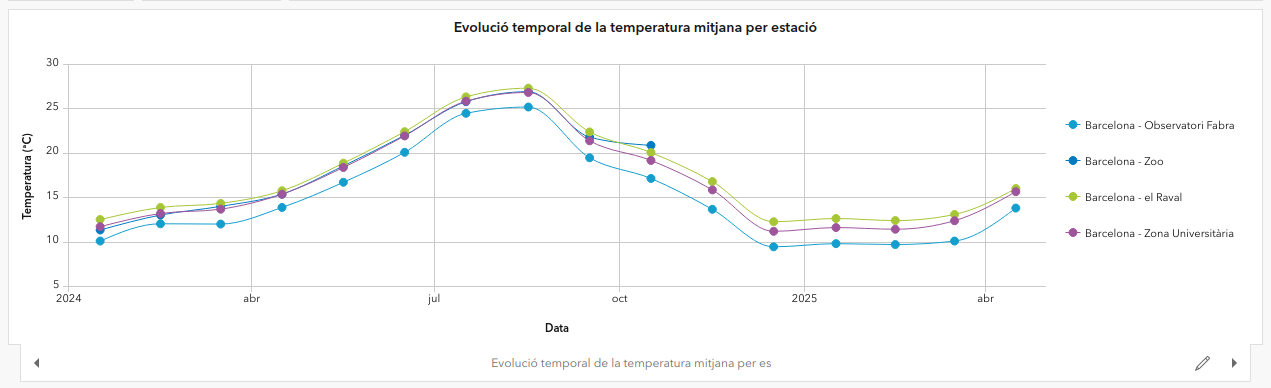 Evolució temporal de la temperatura mitjana per estació
30
25
20
15
10
5
Temperatura (°C)
2024
abr
jul
oct
2025
abr
Data
Barcelona - Observatori Fabra
Barcelona - Zoo
Barcelona - el Raval
Barcelona - Zona Universitària
Evolució temporal de la temperatura mitjana per es